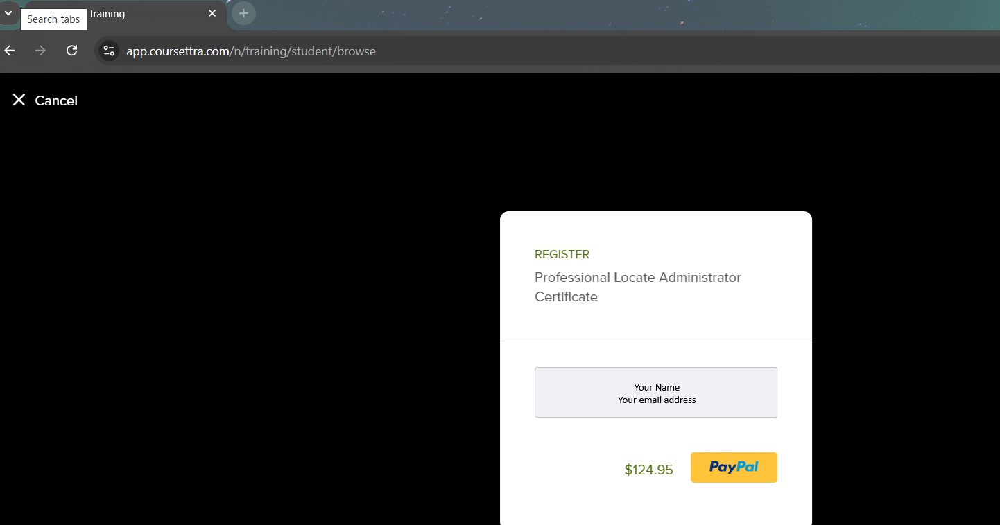 Training
Search tabs
app.coursettra.com/n/training/student/browse
Cancel
REGISTER
Professional Locate Administrator
Certificate
Your Name
Your email address
$124.95 PayPal